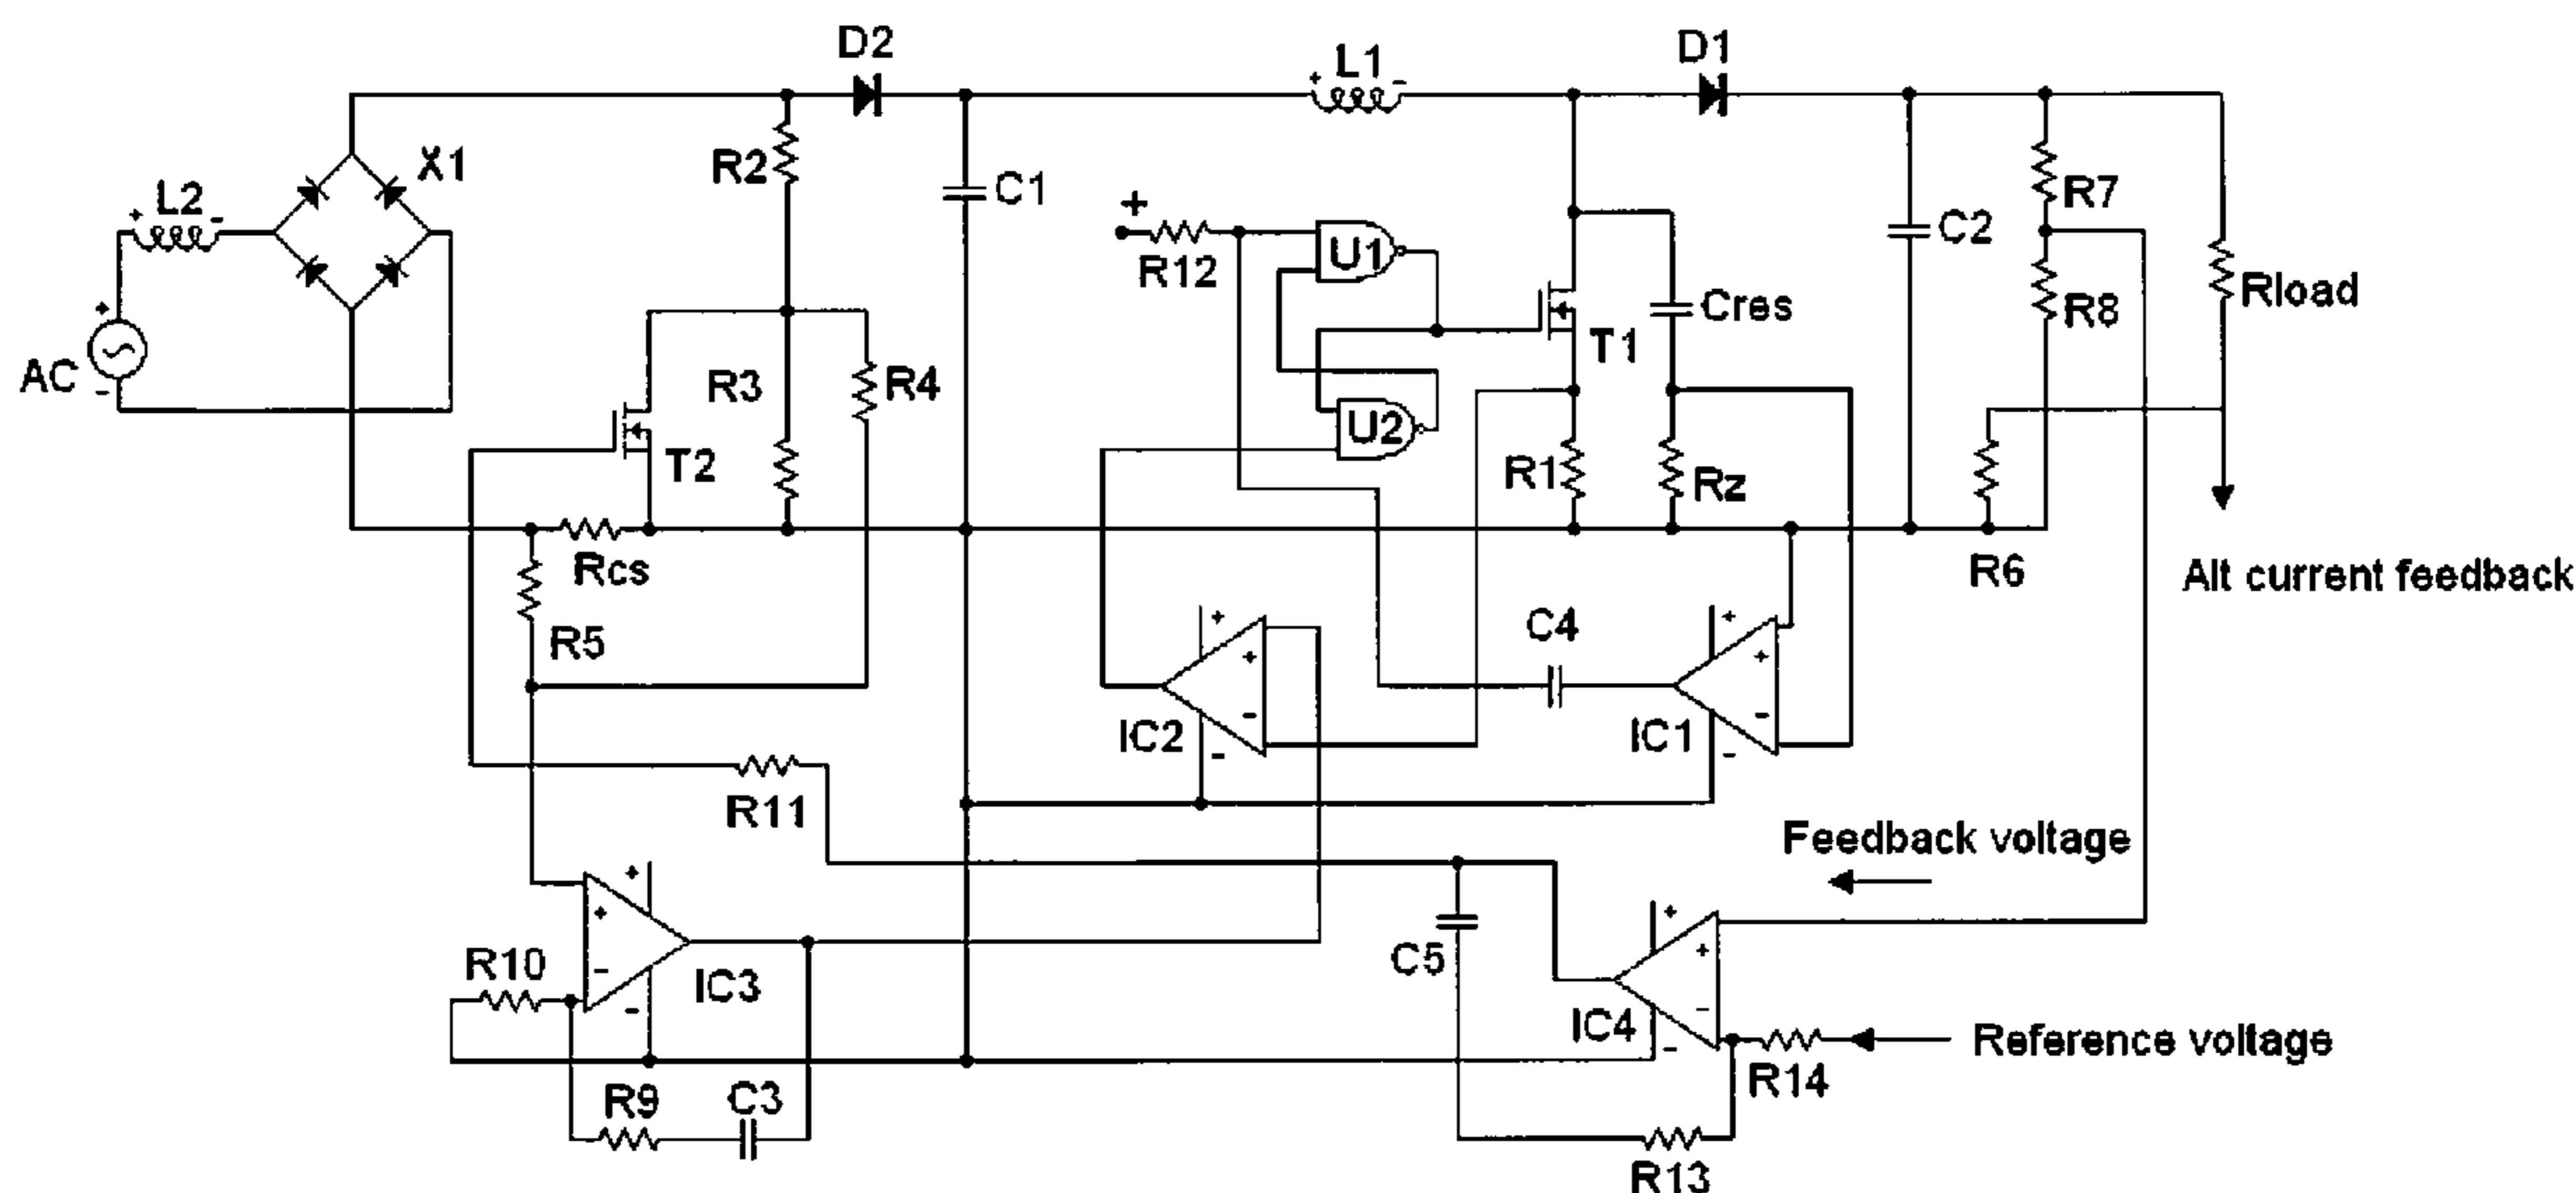 D2
L1
D1
X1
R2
L2
C1
R7
+
U1
C2
R12
R8
Rload
Cres
T1
AC
R3
R4
U2
T2
R1
Rz
Rcs
R6
Alt current feedback
R5
C4
IC2
IC1
R11
Feedback voltage
C5
R10
IC3
IC4
Reference voltage
R14
R9
C3
R13